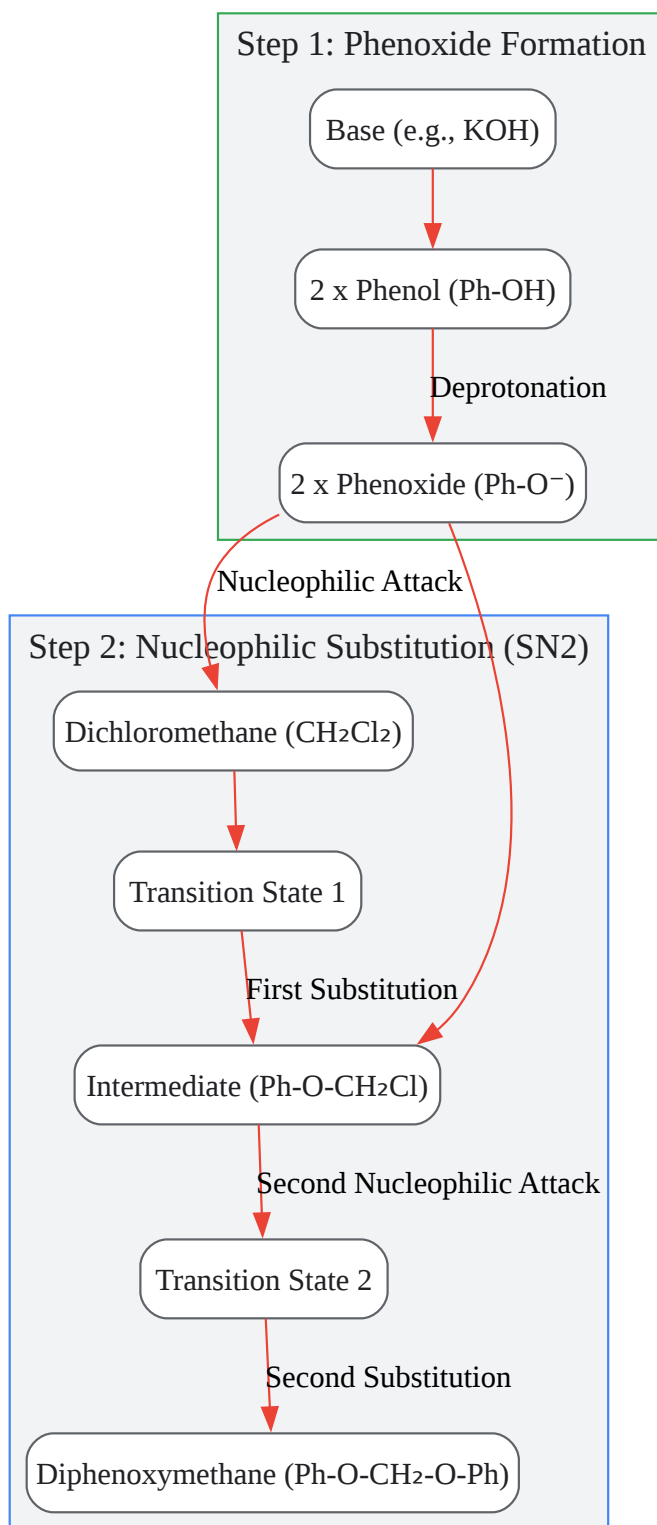 Step 1: Phenoxide Formation
Base (e.g., KOH)
2 x Phenol (Ph-OH)
Deprotonation
2 x Phenoxide (Ph-O⁻)
Nucleophilic Attack
Step 2: Nucleophilic Substitution (SN2)
Dichloromethane (CH₂Cl₂)
Transition State 1
First Substitution
Intermediate (Ph-O-CH₂Cl)
Second Nucleophilic Attack
Transition State 2
Second Substitution
Diphenoxymethane (Ph-O-CH₂-O-Ph)